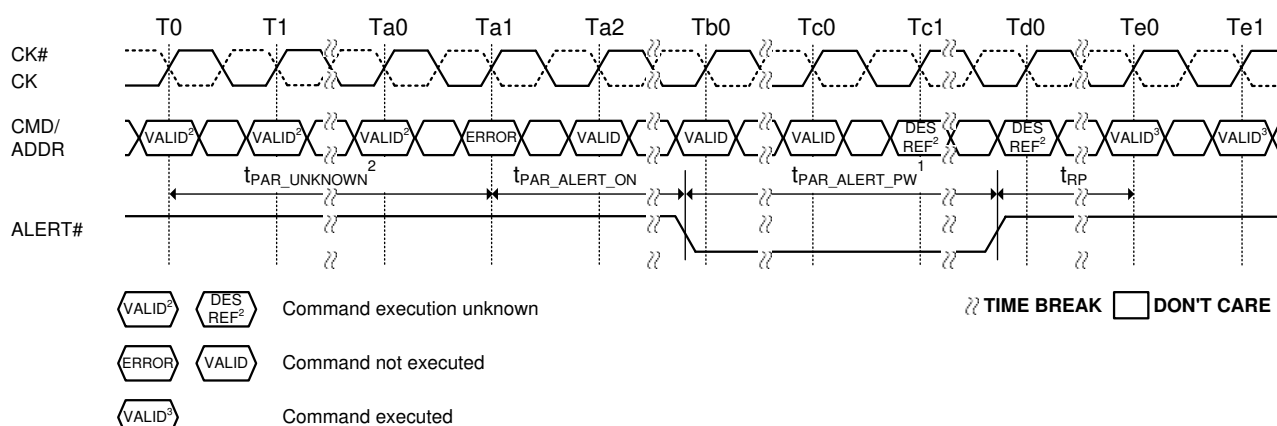 T0 T1 Ta0 Ta1 Ta2 Tb0 Tc0 Tc1 Td0 Te0 Te1
CK#
CK
CMD/
ADDR
VALID² VALID² VALID² ERROR VALID VALID VALID DES REF² DES REF² VALID³ VALID³
tPAR_UNKNOWN² tPAR_ALERT_ON tPAR_ALERT_PW¹ tRP
ALERT#
VALID² DES REF² Command execution unknown
TIME BREAK DON'T CARE
ERROR VALID Command not executed
VALID³ Command executed